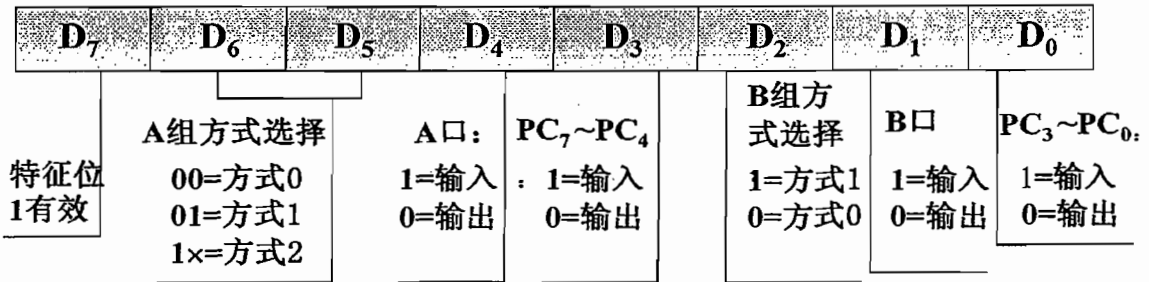 D₇ D₆ D₅ D₄ D₃ D₂ D₁ D₀
特征位
1有效
A组方式选择
00=方式0
01=方式1
1×=方式2
A口：
1=输入
0=输出
PC₇~PC₄
：1=输入
0=输出
B组方
式选择
1=方式1
0=方式0
B口
1=输入
0=输出
PC₃~PC₀：
1=输入
0=输出